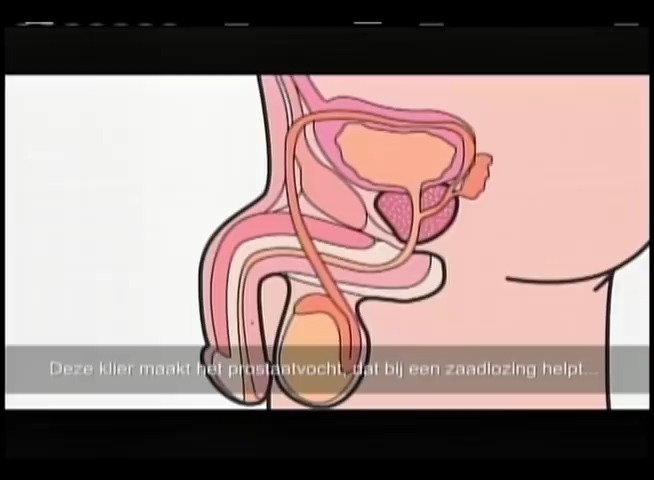 Deze klier maakt het prostaatvocht, dat bij een zaadlozing helpt...